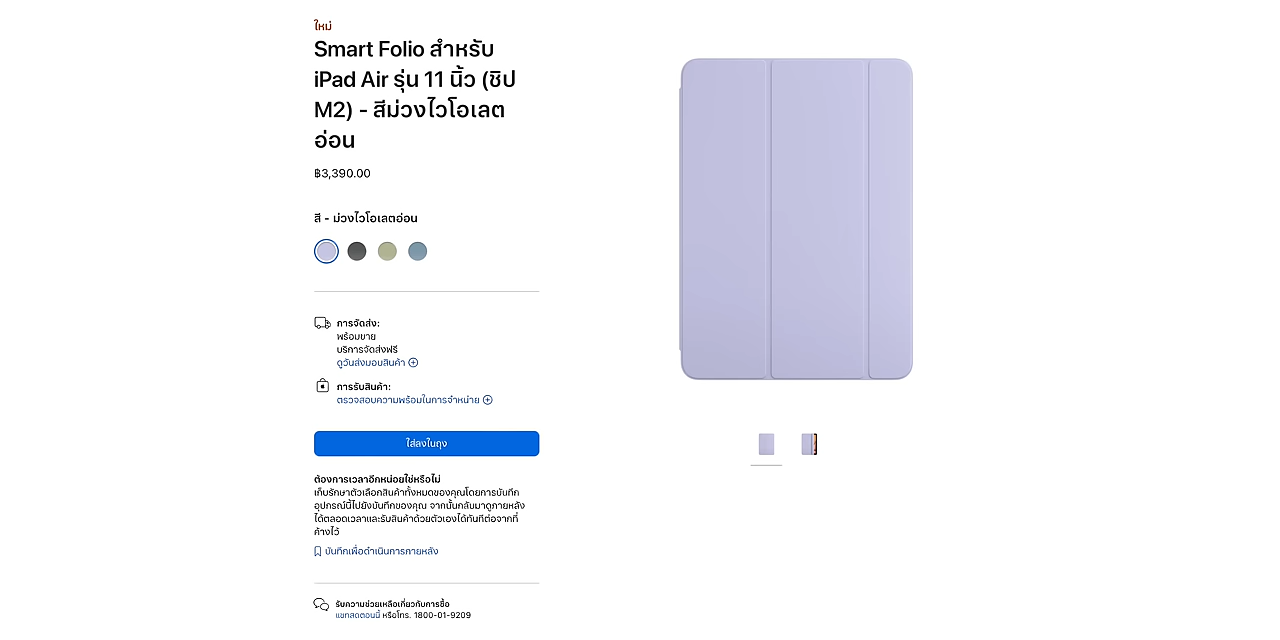 ใหม่
Smart Folio สำหรับ
iPad Air รุ่น 11 นิ้ว (ชิป
M2) - สีม่วงไวโอเลต
อ่อน
฿3,390.00
สี - ม่วงไวโอเลตอ่อน
การจัดส่ง:
พร้อมขาย
บริการจัดส่งฟรี
ดูวันส่งมอบสินค้า
การรับสินค้า:
ตรวจสอบความพร้อมในการจำหน่าย
ใส่ลงในถุง
ต้องการเวลาอีกหน่อยใช่หรือไม่
เก็บรักษาตัวเลือกสินค้าทั้งหมดของคุณโดยการบันทึก
อุปกรณ์นี้ไปยังบันทึกของคุณ จากนั้นกลับมาดูภายหลัง
ได้ตลอดเวลาและรับสินค้าด้วยตัวเองได้ทันทีต่อจากที่
ค้างไว้
บันทึกเพื่อดำเนินการภายหลัง
รับความช่วยเหลือเกี่ยวกับการซื้อ
แชทสดตอนนี้ หรือโทร. 1800-01-9209